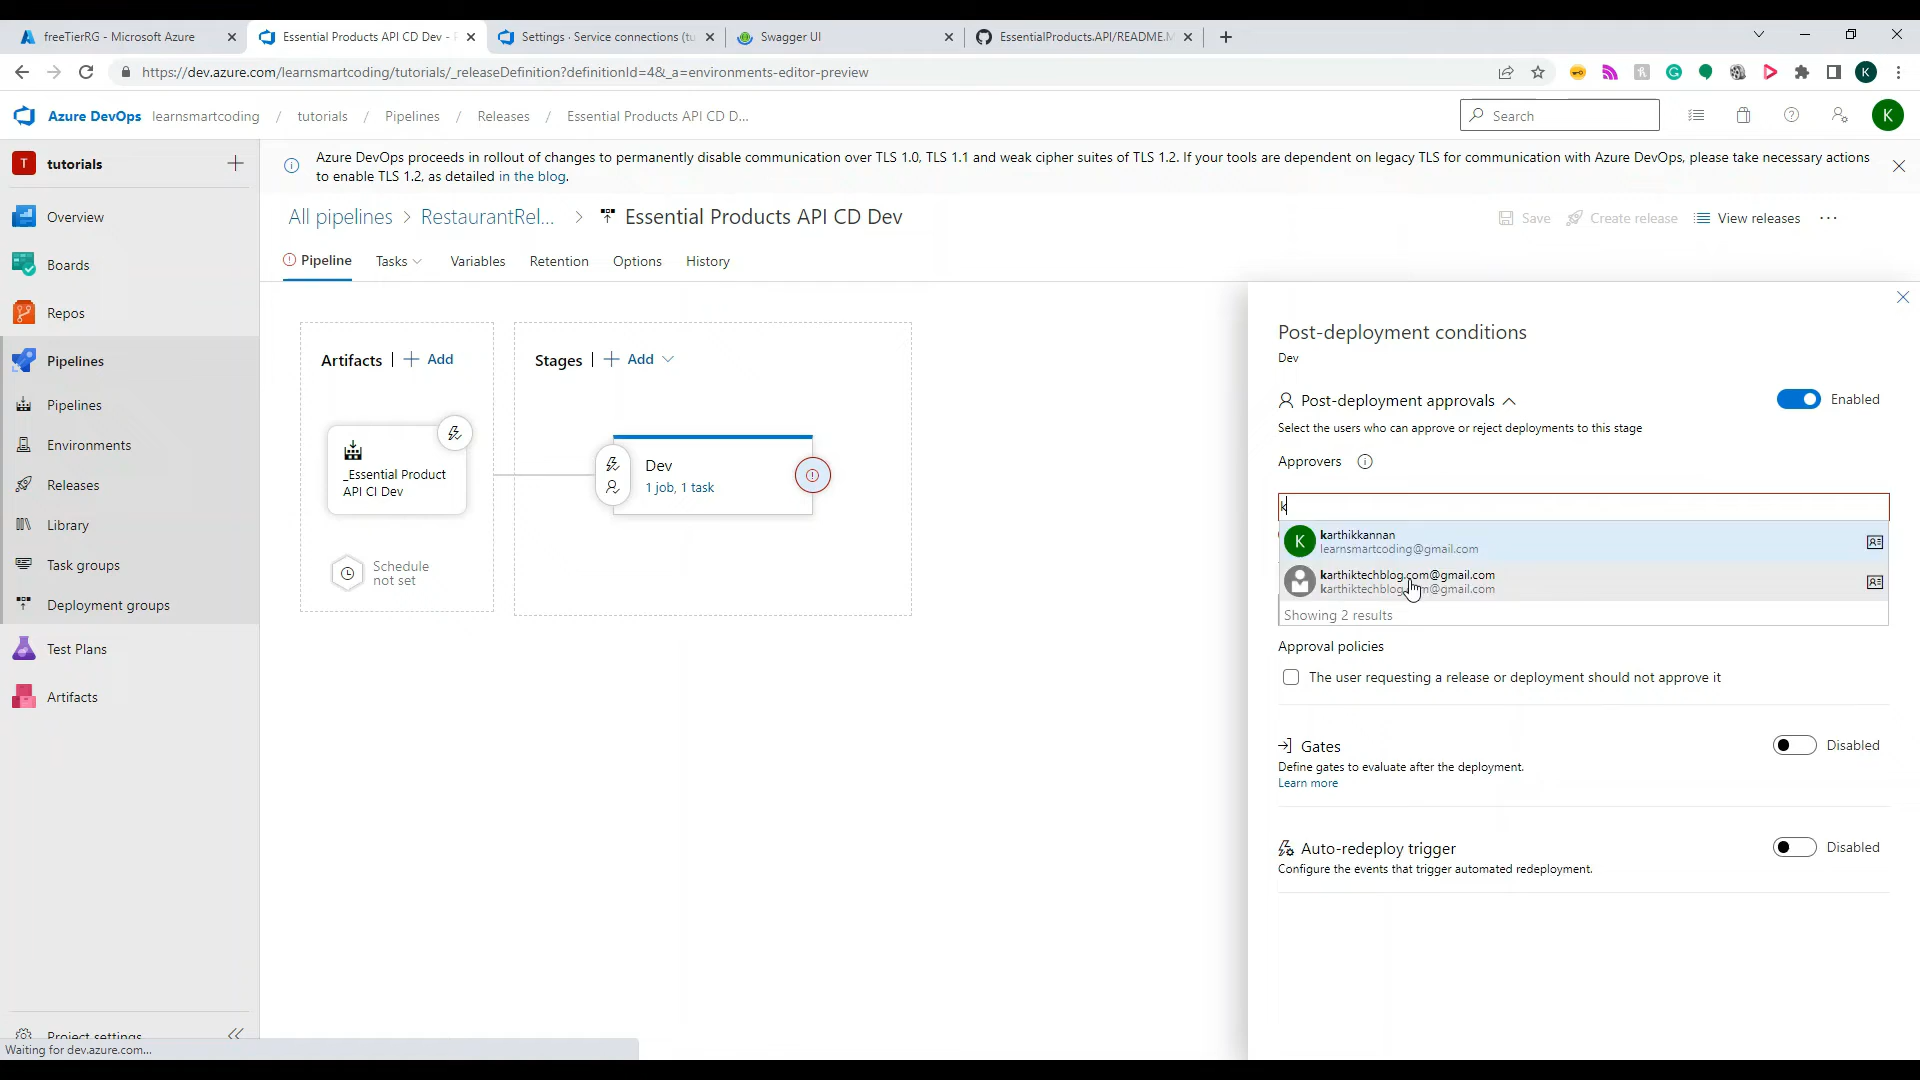 freeTierRG - Microsoft Azure
Essential Products API CD Dev -
Settings · Service connections (tu
Swagger UI
EssentialProducts.API/README.M
https://dev.azure.com/learnsmartcoding/tutorials/_releaseDefinition?definitionId=4&_a=environments-editor-preview
K
Azure DevOps
learnsmartcoding / tutorials / Pipelines / Releases / Essential Products API CD D...
Search
K
T tutorials
Azure DevOps proceeds in rollout of changes to permanently disable communication over TLS 1.0, TLS 1.1 and weak cipher suites of TLS 1.2. If your tools are dependent on legacy TLS for communication with Azure DevOps, please take necessary actions
to enable TLS 1.2, as detailed in the blog.
Overview
Boards
Repos
Pipelines
Pipelines
Environments
Releases
Library
Task groups
Deployment groups
Test Plans
Artifacts
Project settings
Waiting for dev.azure.com...
All pipelines > RestaurantRel... > Essential Products API CD Dev
Save
Create release
View releases
Pipeline
Tasks
Variables
Retention
Options
History
Artifacts | + Add
_Essential Product
API CI Dev
Schedule
not set
Stages | + Add
Dev
1 job, 1 task
Post-deployment conditions
Dev
Post-deployment approvals
Enabled
Select the users who can approve or reject deployments to this stage
Approvers
k
K
karthikkannan
learnsmartcoding@gmail.com
karthiktechblog.com@gmail.com
karthiktechblog.com@gmail.com
Showing 2 results
Approval policies
The user requesting a release or deployment should not approve it
Gates
Disabled
Define gates to evaluate after the deployment.
Learn more
Auto-redeploy trigger
Disabled
Configure the events that trigger automated redeployment.